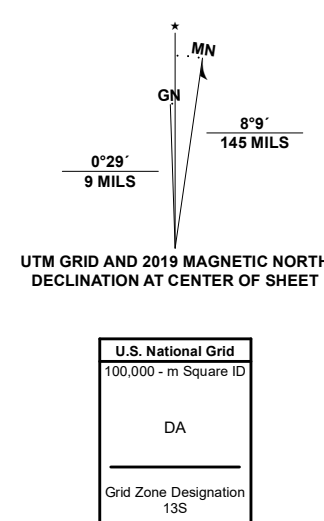 ★
MN
GN
8°9´
145 MILS
0°29´
9 MILS
UTM GRID AND 2019 MAGNETIC NORTH
DECLINATION AT CENTER OF SHEET
U.S. National Grid
100,000 - m Square ID
DA
Grid Zone Designation
13S